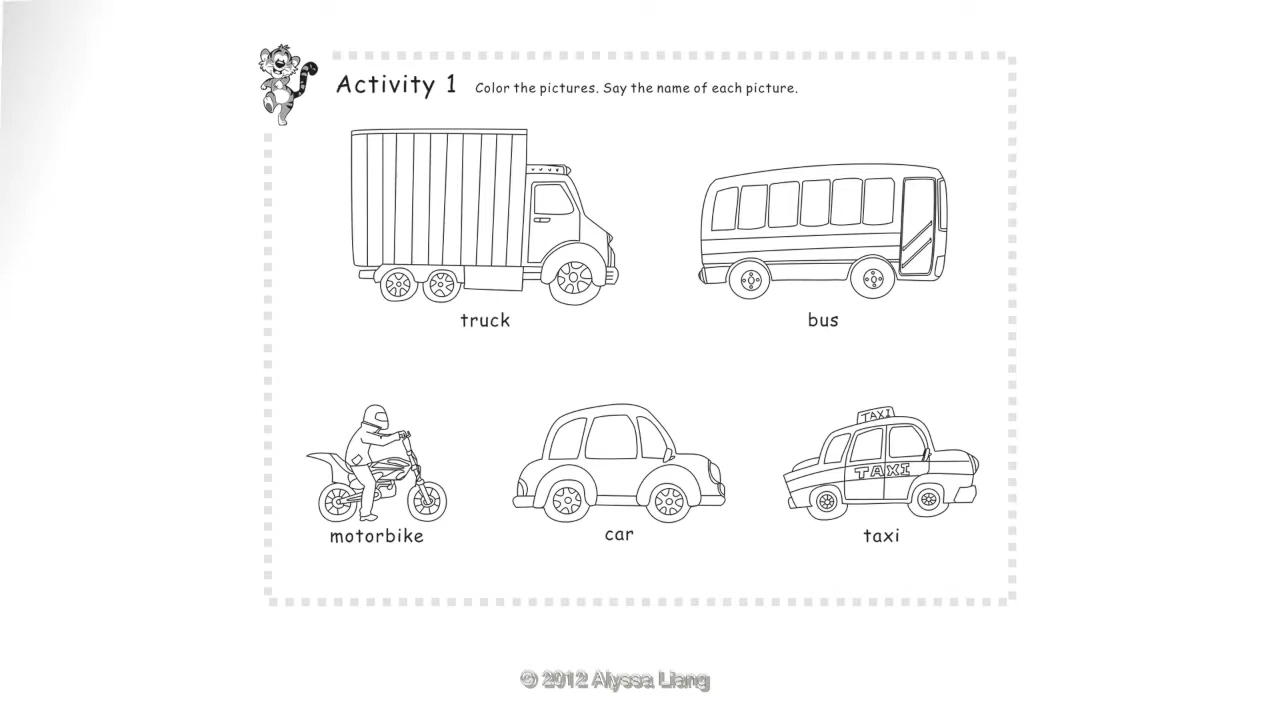 Activity 1 Color the pictures. Say the name of each picture.
truck
bus
TAXI
TAXI
motorbike
car
taxi
© 2012 Alyssa Liang